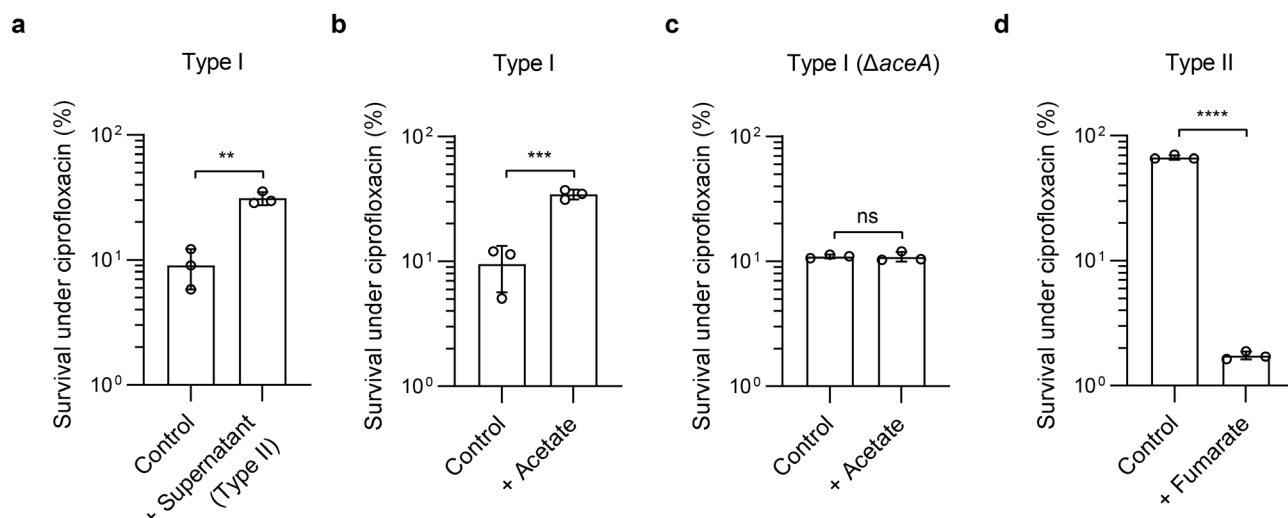 a
Type I
Survival under ciprofloxacin (%)
10²
10¹
10⁰
**
Control
+ Supernatant
(Type II)
b
Type I
Survival under ciprofloxacin (%)
10²
10¹
10⁰
***
Control
+ Acetate
c
Type I (ΔaceA)
Survival under ciprofloxacin (%)
10²
10¹
10⁰
ns
Control
+ Acetate
d
Type II
Survival under ciprofloxacin (%)
10²
10¹
10⁰
****
Control
+ Fumarate